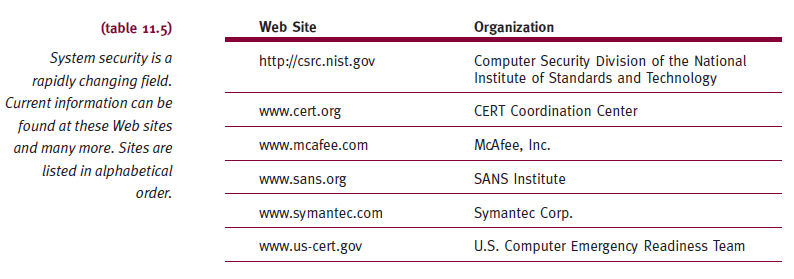 (table 11.5)
System security is a
rapidly changing field.
Current information can be
found at these Web sites
and many more. Sites are
listed in alphabetical
order.
Web Site Organization
http://csrc.nist.gov Computer Security Division of the National
Institute of Standards and Technology
www.cert.org CERT Coordination Center
www.mcafee.com McAfee, Inc.
www.sans.org SANS Institute
www.symantec.com Symantec Corp.
www.us-cert.gov U.S. Computer Emergency Readiness Team